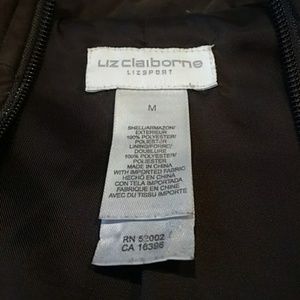 Liz claiborne
LIZSPORT
M
SHELL/ARMAZON/
EXTERIEUR
100% POLYESTER/
POLIESTER
LINING/FORRO/
DOUBLURE
100% POLYESTER/
POLIESTER
MADE IN CHINA
WITH IMPORTED FABRIC
HECHO EN CHINA
CON TELA IMPORTADA
FABRIQUE EN CHINE
AVEC DU TISSU IMPORTE
RN 52002 /
CA 16396